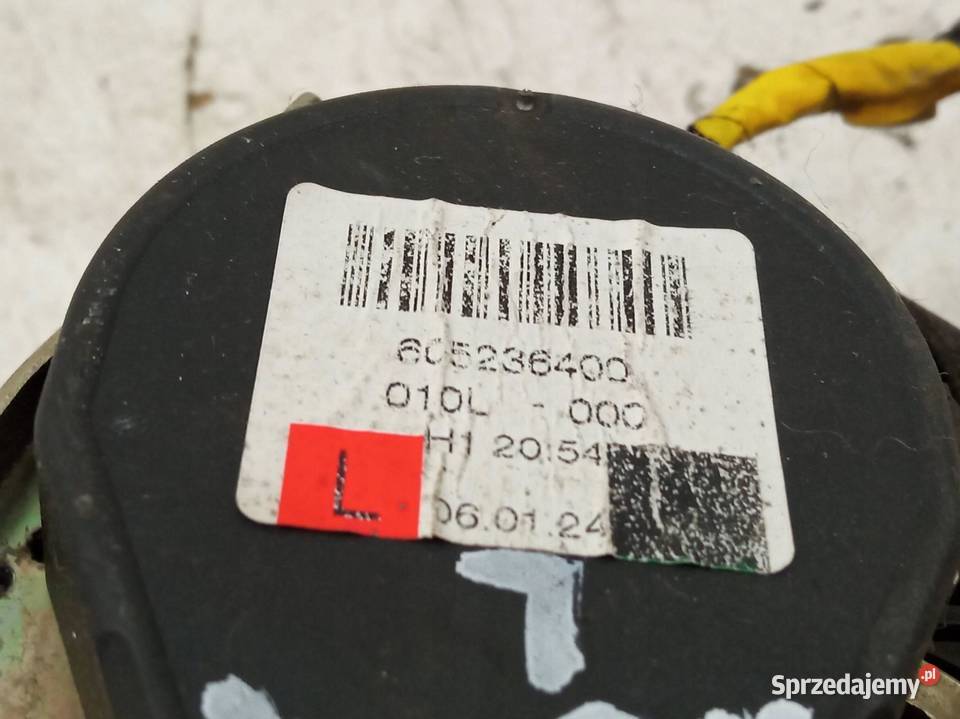 605236400
010L - 000
H1 20:54
L
06.01.24
Sprzedajemy.pl